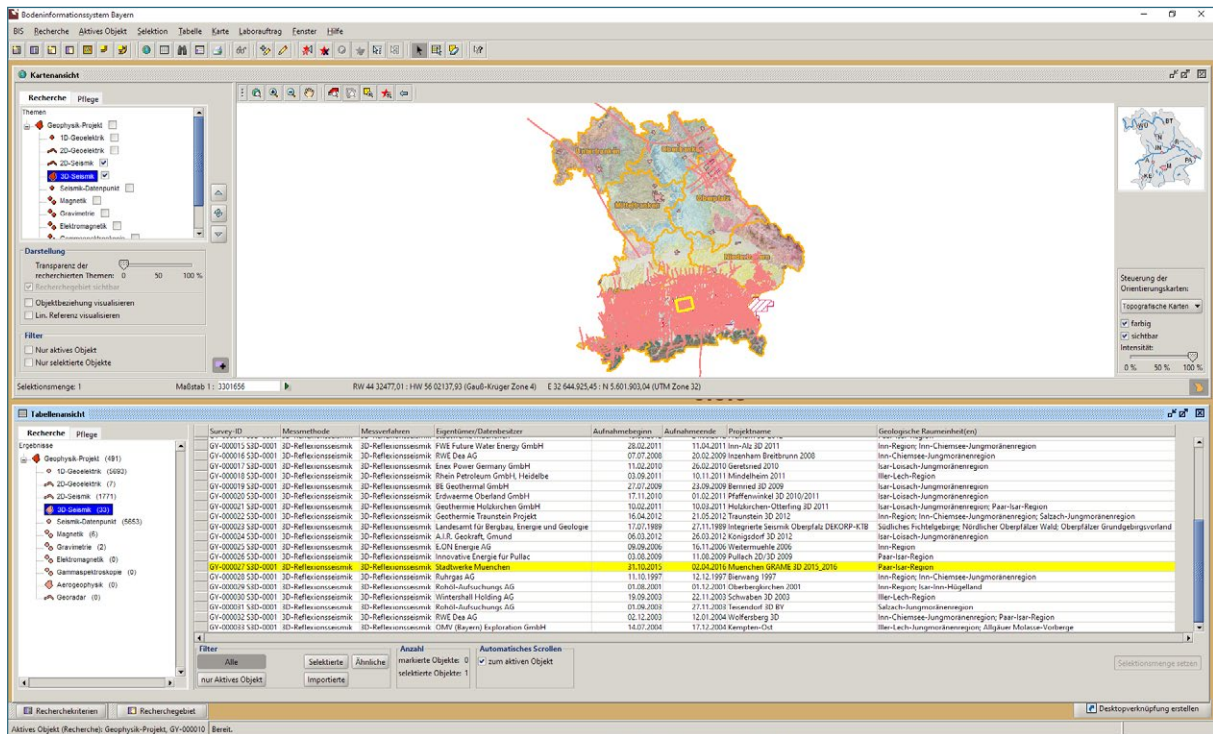 Bodeninformationssystem Bayern
BIS Recherche Aktives Objekt Selektion Tabelle Karte Laborauftrag Fenster Hilfe
Kartenansicht
Recherche Pflege
Themen
Geophysik-Projekt
1D-Geoelektrik
2D-Geoelektrik
2D-Seismik
3D-Seismik
Seismik-Datenpunkt
Magnetik
Gravimetrie
Elektromagnetik
Darstellung
Transparenz der
recherchierten Themen: 0 50 100 %
Recherchegebiet sichtbar
Objektbeziehung visualisieren
Lin. Referenz visualisieren
Filter
Nur aktives Objekt
Nur selektierte Objekte
Mittelfranken
Oberpfalz
Steuerung der
Orientierungskarten:
Topografische Karten
farbig
sichtbar
Intensität:
0 % 50 % 100 %
Selektionsmenge: 1 Maßstab 1 : 3301656 RW 44 32477,01 : HW 56 02137,93 (Gauß-Krüger Zone 4) E 32 644.925,45 : N 5.601.903,04 (UTM Zone 32)
Tabellenansicht
Recherche Pflege
Ergebnisse
Geophysik-Projekt (481)
1D-Geoelektrik (5693)
2D-Geoelektrik (7)
2D-Seismik (1771)
3D-Seismik (33)
Seismik-Datenpunkt (5653)
Magnetik (6)
Gravimetrie (2)
Elektromagnetik (0)
Gammaspektroskopie (0)
Aerogeophysik (0)
Georadar (0)
Survey-ID Messmethode Messverfahren Eigentümer/Datenbesitzer Aufnahmebeginn Aufnahmeende Projektname Geologische Raumeinheit(en)
GY-000015 S3D-0001 3D-Reflexionsseismik 3D-Reflexionsseismik FWE Future Water Energy GmbH 28.02.2011 11.04.2011 Inn-Alz 3D 2011 Inn-Region; Inn-Chiemsee-Jungmoränenregion
GY-000016 S3D-0001 3D-Reflexionsseismik 3D-Reflexionsseismik RWE Dea AG 07.07.2008 20.02.2009 Inzenham Breitbrunn 2008 Inn-Chiemsee-Jungmoränenregion
GY-000017 S3D-0001 3D-Reflexionsseismik 3D-Reflexionsseismik Enex Power Germany GmbH 11.02.2010 26.02.2010 Geretsried 2010 Isar-Loisach-Jungmoränenregion
GY-000018 S3D-0001 3D-Reflexionsseismik 3D-Reflexionsseismik Rhein Petroleum GmbH, Heidelbe 03.09.2011 10.11.2011 Mindelheim 2011 Iller-Lech-Region
GY-000019 S3D-0001 3D-Reflexionsseismik 3D-Reflexionsseismik BE Geothermal GmbH 27.07.2009 23.09.2009 Bernried 3D 2009 Isar-Loisach-Jungmoränenregion
GY-000020 S3D-0001 3D-Reflexionsseismik 3D-Reflexionsseismik Erdwaerme Oberland GmbH 17.11.2010 01.02.2011 Pfaffenwinkel 3D 2010/2011 Isar-Loisach-Jungmoränenregion
GY-000021 S3D-0001 3D-Reflexionsseismik 3D-Reflexionsseismik Geotherme Holzkirchen GmbH 10.02.2011 10.03.2011 Holzkirchen-Otterfing 3D 2011 Isar-Loisach-Jungmoränenregion; Paar-Isar-Region
GY-000022 S3D-0001 3D-Reflexionsseismik 3D-Reflexionsseismik Geotherme Traunstein Projekt 16.04.2012 21.05.2012 Traunstein 3D 2012 Inn-Region; Inn-Chiemsee-Jungmoränenregion; Salzach-Jungmoränenregion
GY-000023 S3D-0001 3D-Reflexionsseismik 3D-Reflexionsseismik Landesamt für Bergbau, Energie und Geologie 17.07.1989 27.11.1989 Integrierte Seismik Oberpfalz DEKORP-KTB Südliches Fichtelgebirge; Nördlicher Oberpfälzer Wald; Oberpfälzer Grundgebirgsvorland
GY-000024 S3D-0001 3D-Reflexionsseismik 3D-Reflexionsseismik A.I.R. Geokraft, Gmund 06.03.2012 26.03.2012 Konigsdorf 3D 2012 Isar-Loisach-Jungmoränenregion
GY-000025 S3D-0001 3D-Reflexionsseismik 3D-Reflexionsseismik E.ON Energie AG 09.09.2006 16.11.2006 Weitermuehle 2006 Inn-Region
GY-000026 S3D-0001 3D-Reflexionsseismik 3D-Reflexionsseismik Innovative Energie für Pullac 03.08.2009 11.08.2009 Pullach 2D/3D 2009 Paar-Isar-Region
GY-000027 S3D-0001 3D-Reflexionsseismik 3D-Reflexionsseismik Stadtwerke Muenchen 31.10.2015 02.04.2016 Muenchen GRAME 3D 2015_2016 Paar-Isar-Region
GY-000028 S3D-0001 3D-Reflexionsseismik 3D-Reflexionsseismik Ruhrgas AG 11.10.1997 12.12.1997 Bierwang 1997 Inn-Region; Inn-Chiemsee-Jungmoränenregion
GY-000029 S3D-0001 3D-Reflexionsseismik 3D-Reflexionsseismik Rohöl-Aufsuchungs AG 01.08.2001 01.12.2001 Obergbergkirchen 2001 Inn-Region; Isar-Inn-Hügelland
GY-000030 S3D-0001 3D-Reflexionsseismik 3D-Reflexionsseismik Wintershall Holding AG 19.09.2003 22.11.2003 Schwaben 3D 2003 Iller-Lech-Region
GY-000031 S3D-0001 3D-Reflexionsseismik 3D-Reflexionsseismik Rohöl-Aufsuchungs AG 01.09.2003 27.11.2003 Teisendorf 3D BY Salzach-Jungmoränenregion
GY-000032 S3D-0001 3D-Reflexionsseismik 3D-Reflexionsseismik RWE Dea AG 02.12.2003 12.01.2004 Wolfersberg 3D Inn-Chiemsee-Jungmoränenregion; Paar-Isar-Region
GY-000033 S3D-0001 3D-Reflexionsseismik 3D-Reflexionsseismik OMV (Bayern) Exploration GmbH 14.07.2004 17.12.2004 Kempten-Ost Iller-Lech-Jungmoränenregion; Allgäuer Molasse-Vorberge
Filter Anzahl Automatisches Scrollen
Alle Selektierte Ähnliche markierte Objekte: 0 zum aktiven Objekt Selektionsmenge setzen
nur Aktives Objekt Importierte selektierte Objekte: 1
Recherchekriterien Recherchegebiet Desktopverknüpfung erstellen
Aktives Objekt (Recherche): Geophysik-Projekt, GY-000010 Bereit.